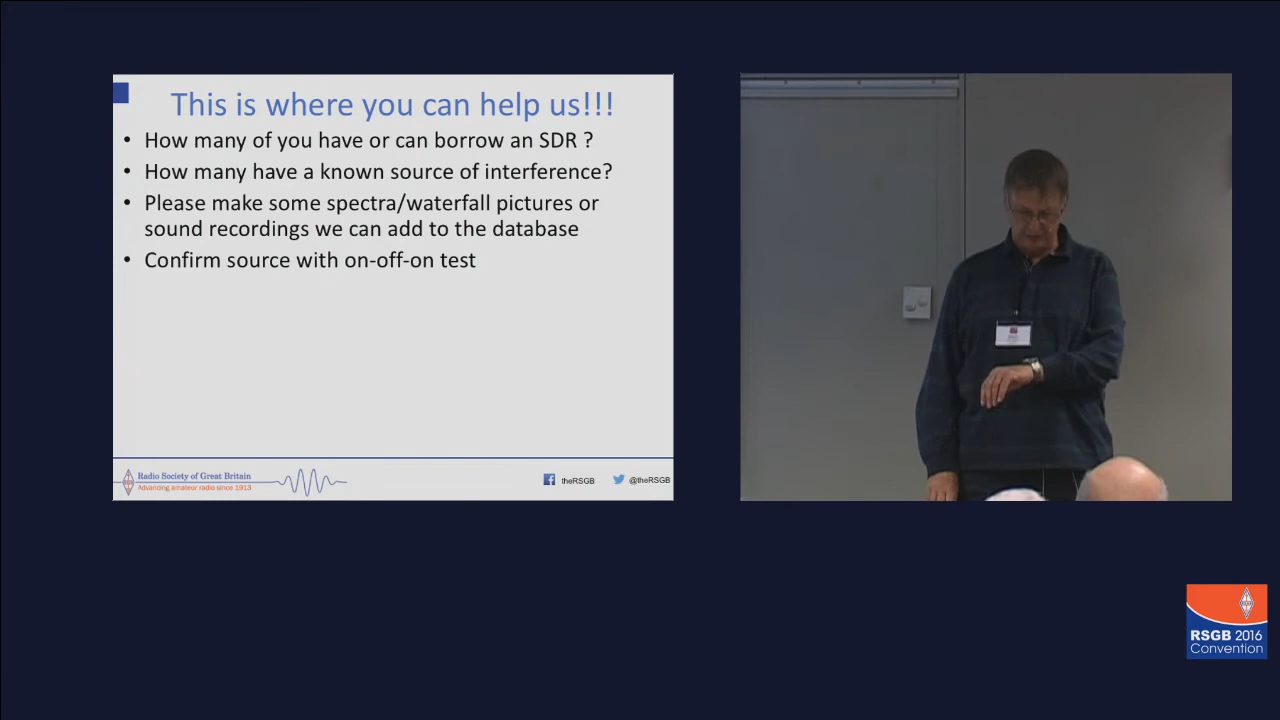 This is where you can help us!!!
• How many of you have or can borrow an SDR ?
• How many have a known source of interference?
• Please make some spectra/waterfall pictures or
sound recordings we can add to the database
• Confirm source with on-off-on test
Radio Society of Great Britain
Advancing amateur radio since 1913
theRSGB
@theRSGB
RSGB 2016
Convention